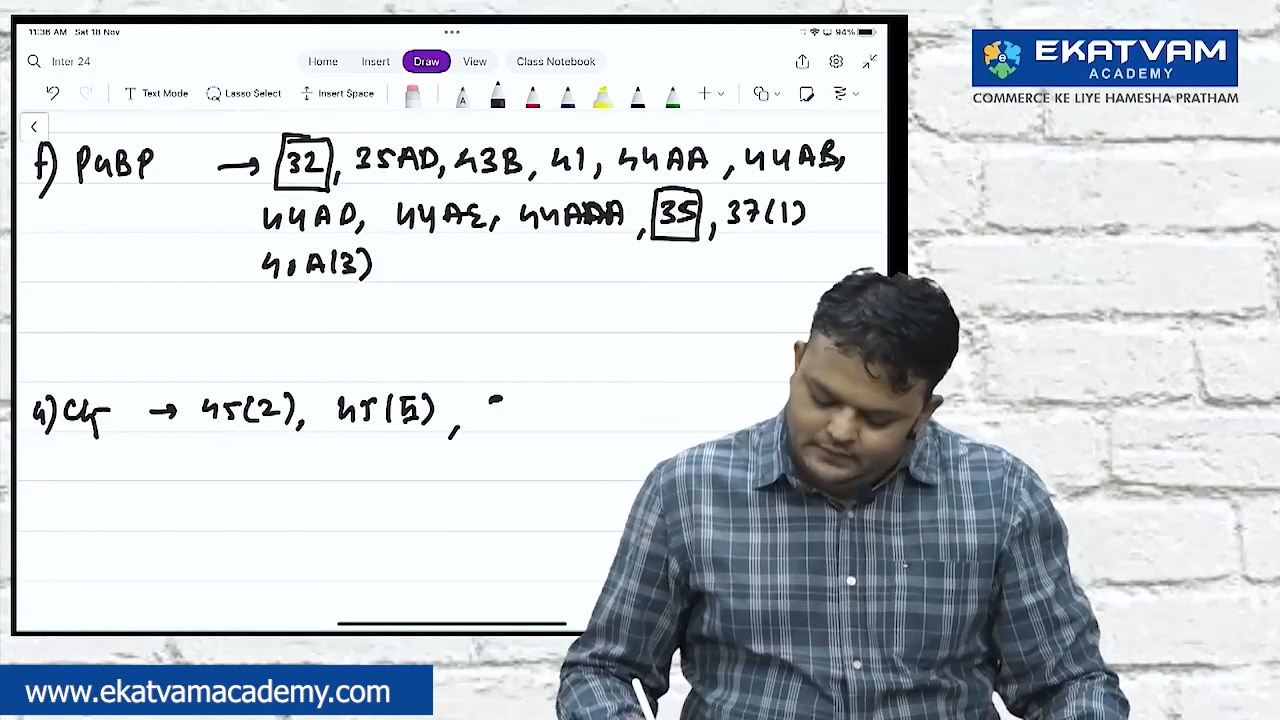 11:36 AM Sat 18 Nov
94%
Inter 24
Home Insert Draw View Class Notebook
Text Mode Lasso Select Insert Space
f) PGBP → 32, 35AD, 43B, 41, 44AA, 44AB,
44AD, 44AE, 44ADA, 35, 37(1)
40A(3)
g) CG → 45(2), 45(5),
EKATVAM
ACADEMY
COMMERCE KE LIYE HAMESHA PRATHAM
www.ekatvamacademy.com